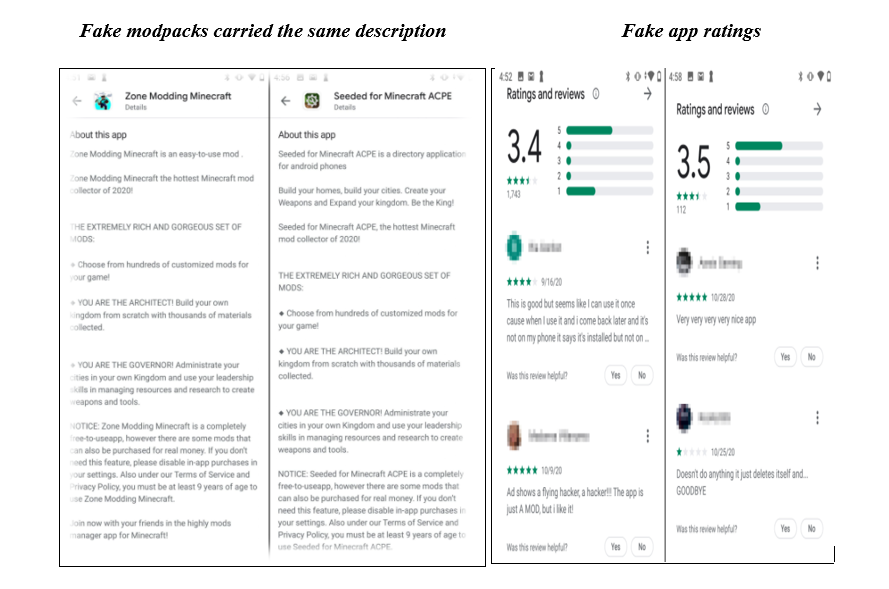 Fake modpacks carried the same description
Fake app ratings
Zone Modding Minecraft
Details
About this app
Zone Modding Minecraft is an easy-to-use mod .
Zone Modding Minecraft the hottest Minecraft mod
collector of 2020!
THE EXTREMELY RICH AND GORGEOUS SET OF
MODS:
◆ Choose from hundreds of customized mods for
your game!
◆ YOU ARE THE ARCHITECT! Build your own
kingdom from scratch with thousands of materials
collected.
◆ YOU ARE THE GOVERNOR! Administrate your
cities in your own Kingdom and use your leadership
skills in managing resources and research to create
weapons and tools.
NOTICE: Zone Modding Minecraft is a completely
free-to-useapp, however there are some mods that
can also be purchased for real money. If you don't
need this feature, please disable in-app purchases in
your settings. Also under our Terms of Service and
Privacy Policy, you must be at least 9 years of age to
use Zone Modding Minecraft.
Join now with your friends in the highly mods
manager app for Minecraft!
4:56
Seeded for Minecraft ACPE
Details
About this app
Seeded for Minecraft ACPE is a directory application
for android phones
Build your homes, build your cities. Create your
Weapons and Expand your kingdom. Be the King!
Seeded for Minecraft ACPE, the hottest Minecraft
mod collector of 2020!
THE EXTREMELY RICH AND GORGEOUS SET OF
MODS:
◆ Choose from hundreds of customized mods for
your game!
◆ YOU ARE THE ARCHITECT! Build your own
kingdom from scratch with thousands of materials
collected.
◆ YOU ARE THE GOVERNOR! Administrate your
cities in your own Kingdom and use your leadership
skills in managing resources and research to create
weapons and tools.
NOTICE: Seeded for Minecraft ACPE is a completely
free-to-useapp, however there are some mods that
can also be purchased for real money. If you don't
need this feature, please disable in-app purchases in
your settings. Also under our Terms of Service and
Privacy Policy, you must be at least 9 years of age to
use Seeded for Minecraft ACPE.
4:52
Ratings and reviews
3.4
5
4
3
2
1
1,743
9/16/20
This is good but seems like I can use it once
cause when I use it and i come back later and it's
not on my phone it says it's installed but not on ...
Was this review helpful?
Yes
No
10/9/20
Ad shows a flying hacker, a hacker!!! The app is
just A MOD, but i like it!
Was this review helpful?
Yes
No
4:58
Ratings and reviews
3.5
5
4
3
2
1
112
10/28/20
Very very very very nice app
Was this review helpful?
Yes
No
10/25/20
Doesn't do anything it just deletes itself and...
GOODBYE
Was this review helpful?
Yes
No